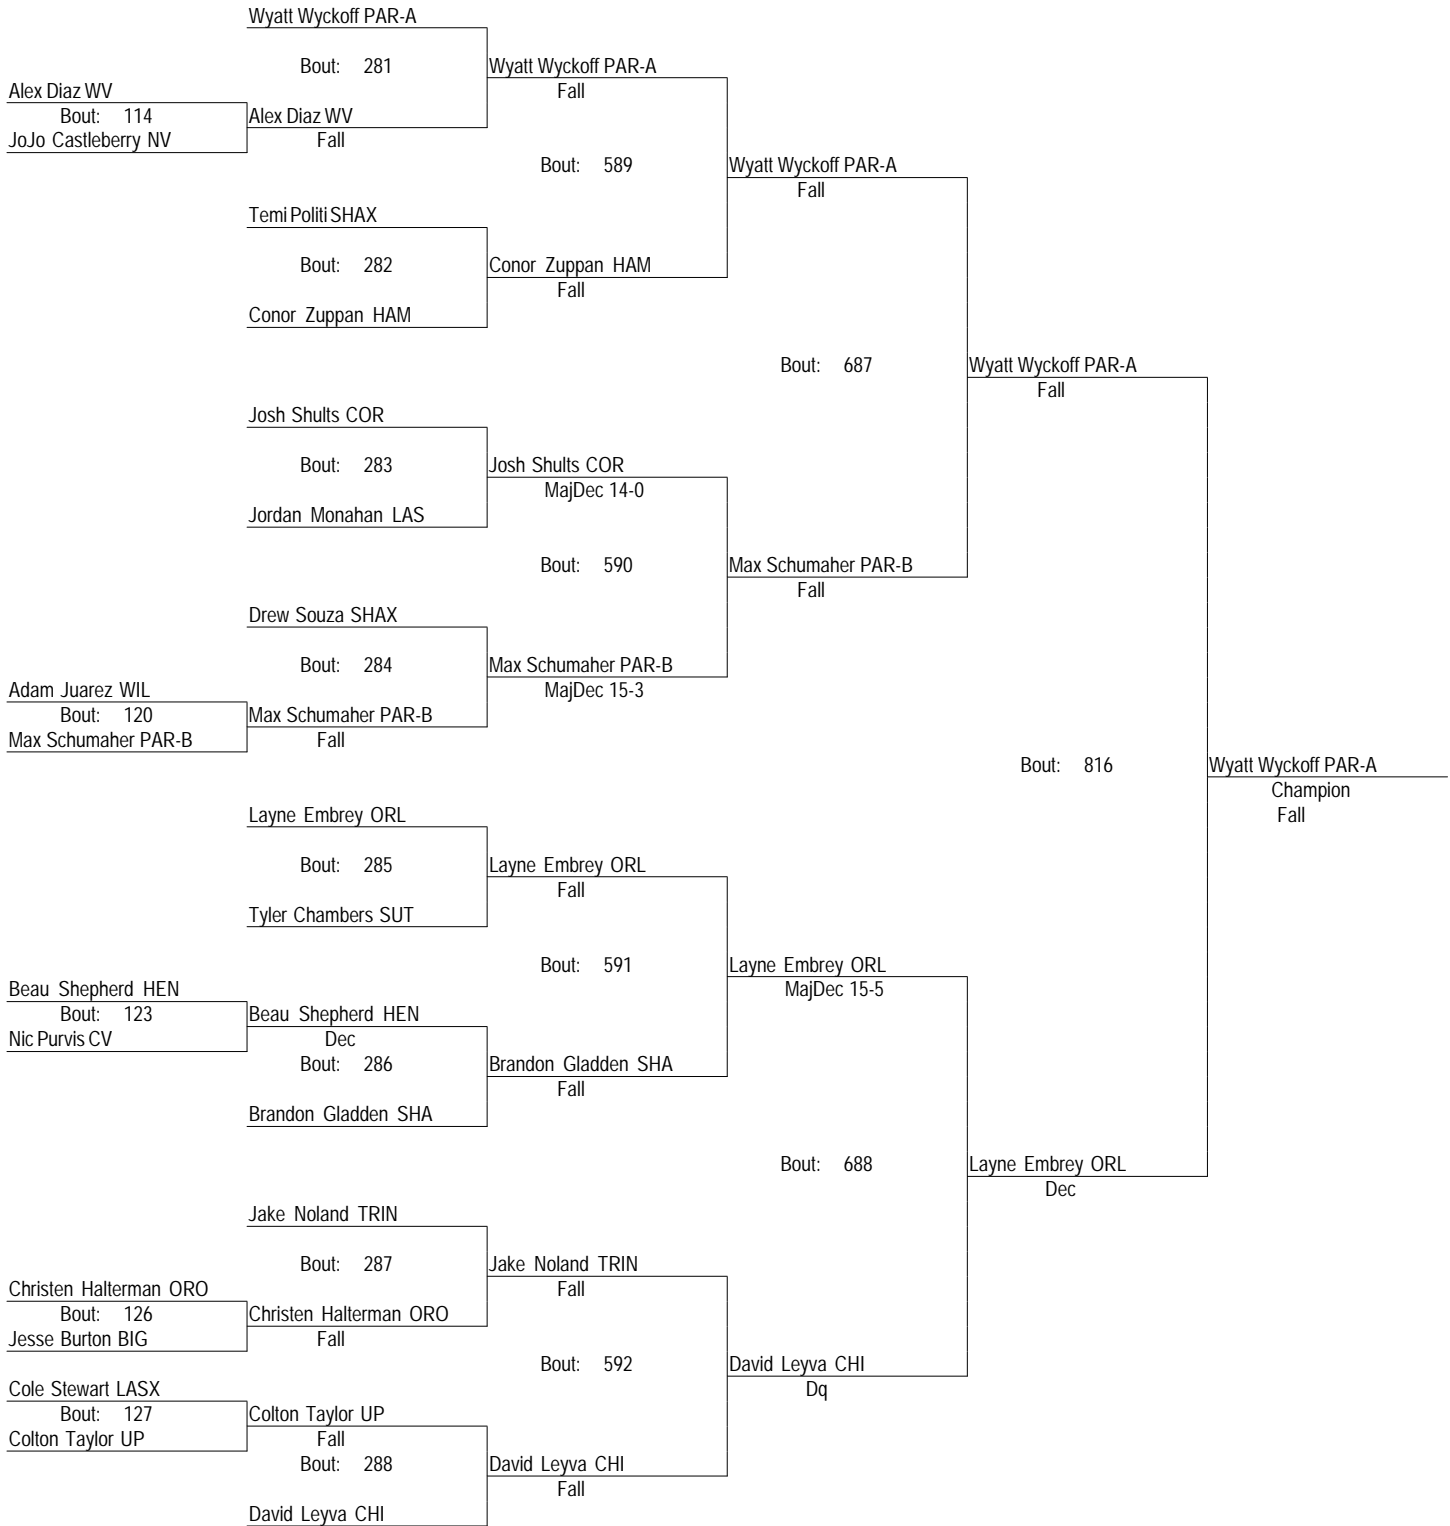 Wyatt Wyckoff PAR-A
Bout: 281
Wyatt Wyckoff PAR-A
Fall
Alex Diaz WV
Bout: 114
JoJo Castleberry NV
Alex Diaz WV
Fall
Bout: 589
Wyatt Wyckoff PAR-A
Fall
Temi Politi SHAX
Bout: 282
Conor Zuppan HAM
Fall
Conor Zuppan HAM
Bout: 687
Wyatt Wyckoff PAR-A
Fall
Josh Shults COR
Bout: 283
Josh Shults COR
MajDec 14-0
Jordan Monahan LAS
Bout: 590
Max Schumaher PAR-B
Fall
Drew Souza SHAX
Bout: 284
Max Schumaher PAR-B
MajDec 15-3
Adam Juarez WIL
Bout: 120
Max Schumaher PAR-B
Max Schumaher PAR-B
Fall
Bout: 816
Wyatt Wyckoff PAR-A
Champion
Fall
Layne Embrey ORL
Bout: 285
Layne Embrey ORL
Fall
Tyler Chambers SUT
Bout: 591
Layne Embrey ORL
MajDec 15-5
Beau Shepherd HEN
Bout: 123
Nic Purvis CV
Beau Shepherd HEN
Dec
Bout: 286
Brandon Gladden SHA
Fall
Brandon Gladden SHA
Bout: 688
Layne Embrey ORL
Dec
Jake Noland TRIN
Bout: 287
Jake Noland TRIN
Fall
Christen Halterman ORO
Bout: 126
Jesse Burton BIG
Christen Halterman ORO
Fall
Bout: 592
David Leyva CHI
Dq
Cole Stewart LASX
Bout: 127
Colton Taylor UP
Colton Taylor UP
Fall
Bout: 288
David Leyva CHI
Fall
David Leyva CHI